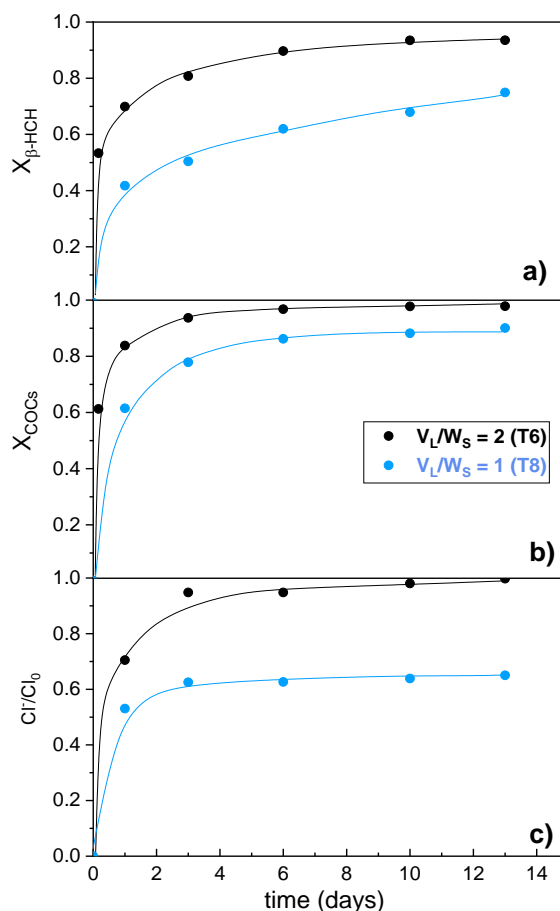 1.0
0.8
0.6
0.4
0.2
X β-HCH
a)
1.0
0.8
0.6
0.4
0.2
X COCs
V L /W S = 2 (T6)
V L /W S = 1 (T8)
b)
1.0
0.8
0.6
0.4
0.2
0.0
Cl⁻/Cl 0
c)
0 2 4 6 8 10 12 14
time (days)